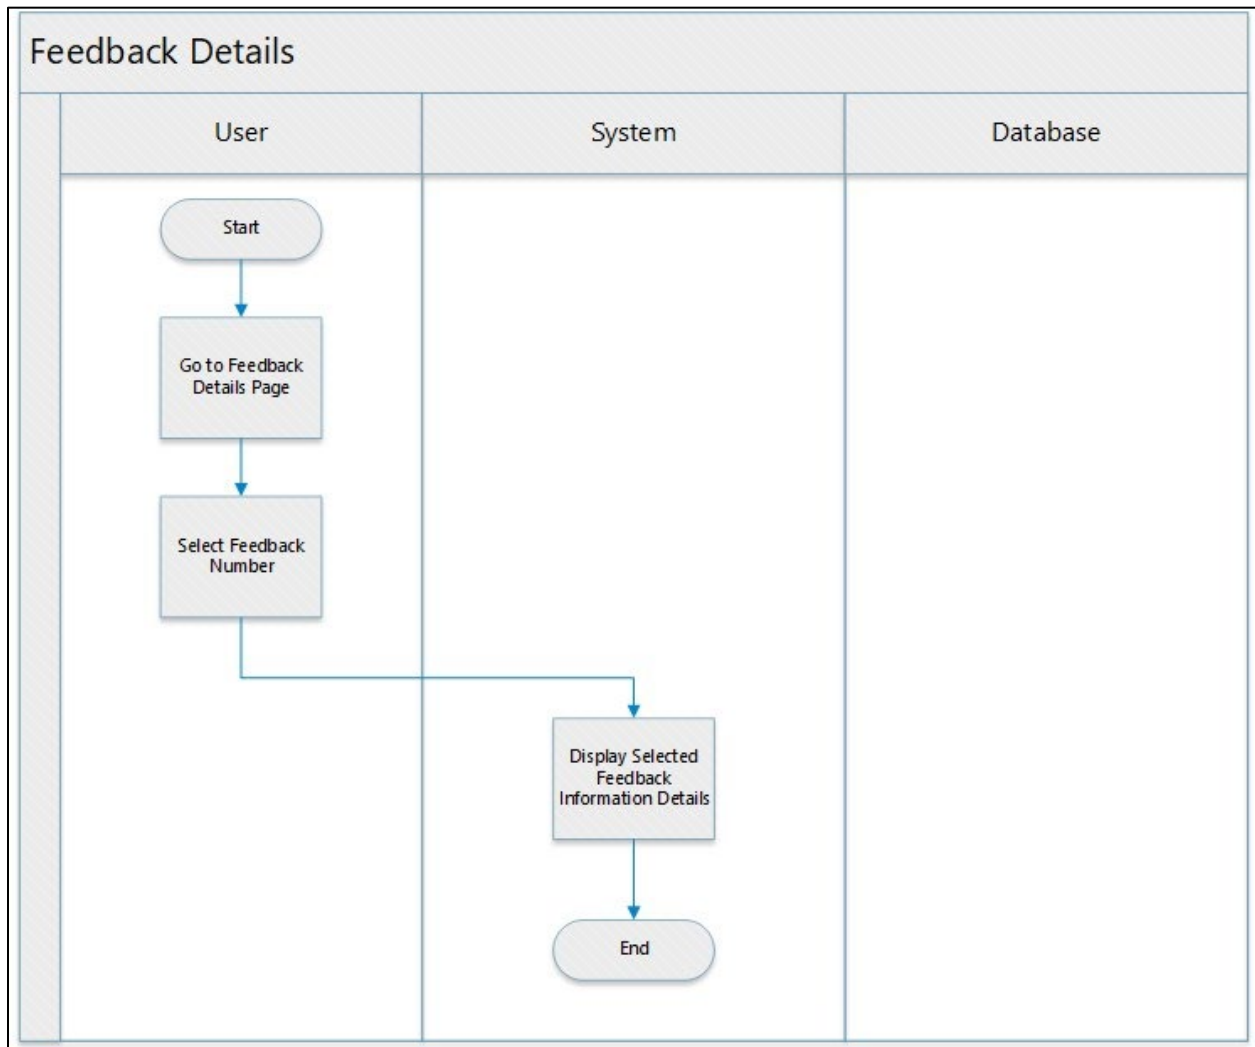 Feedback Details
User
System
Database
Start
Go to Feedback
Details Page
Select Feedback
Number
Display Selected
Feedback
Information Details
End